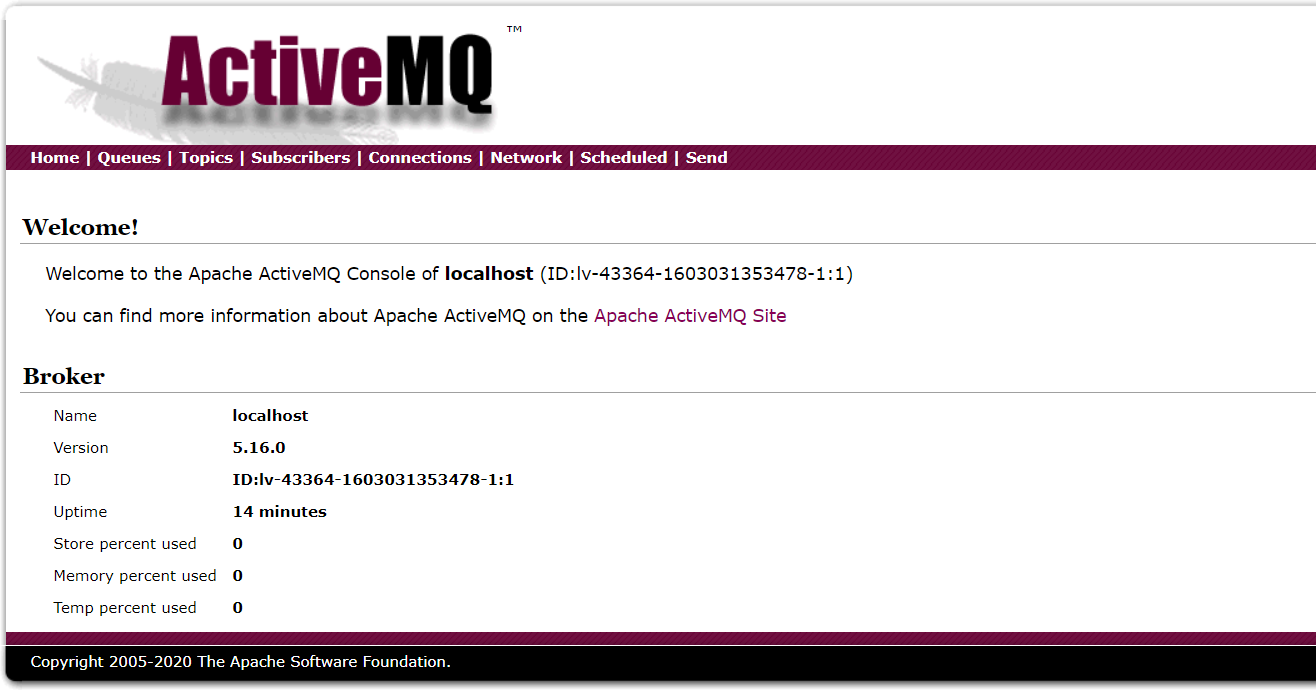 ActiveMQ ™
Home | Queues | Topics | Subscribers | Connections | Network | Scheduled | Send
Welcome!
Welcome to the Apache ActiveMQ Console of localhost (ID:lv-43364-1603031353478-1:1)
You can find more information about Apache ActiveMQ on the Apache ActiveMQ Site
Broker
Name localhost
Version 5.16.0
ID ID:lv-43364-1603031353478-1:1
Uptime 14 minutes
Store percent used 0
Memory percent used 0
Temp percent used 0
Copyright 2005-2020 The Apache Software Foundation.